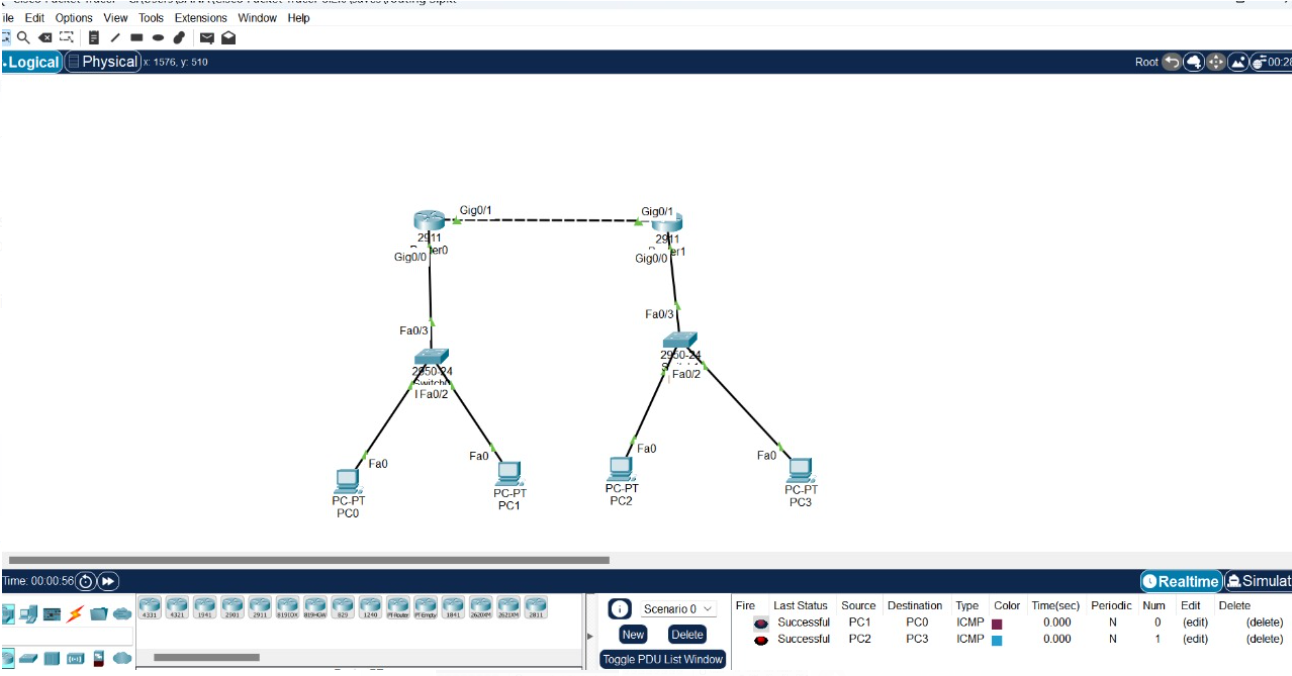 ile Edit Options View Tools Extensions Window Help
Logical Physical x: 1576, y: 510 Root 00:28
Gig0/1 Gig0/1
2911 2911
er0 er1
Gig0/0 Gig0/0
Fa0/3 Fa0/3
2950-24 2950-24
Switch0
Fa0/2 Fa0/2
Fa0 Fa0 Fa0 Fa0
PC-PT PC-PT PC-PT PC-PT
PC0 PC1 PC2 PC3
Time: 00:00:56 Realtime Simulat
4331 4321 1941 2901 2911 819IOX 819HGW 829 1240 PT-Router PT-Empty 1841 2620XM 2621XM 2811
Scenario 0
New Delete
Toggle PDU List Window
Fire Last Status Source Destination Type Color Time(sec) Periodic Num Edit Delete
Successful PC1 PC0 ICMP 0.000 N 0 (edit) (delete)
Successful PC2 PC3 ICMP 0.000 N 1 (edit) (delete)